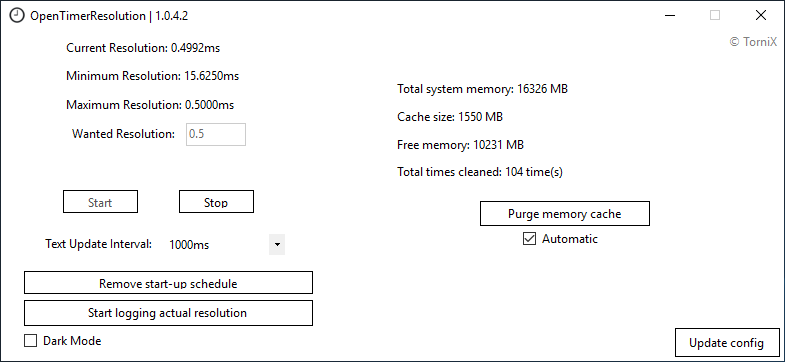 OpenTimerResolution | 1.0.4.2
© TorniX
Current Resolution: 0.4992ms
Minimum Resolution: 15.6250ms
Maximum Resolution: 0.5000ms
Wanted Resolution: 0.5
Start Stop
Text Update Interval: 1000ms
Remove start-up schedule
Start logging actual resolution
Dark Mode
Total system memory: 16326 MB
Cache size: 1550 MB
Free memory: 10231 MB
Total times cleaned: 104 time(s)
Purge memory cache
Automatic
Update config